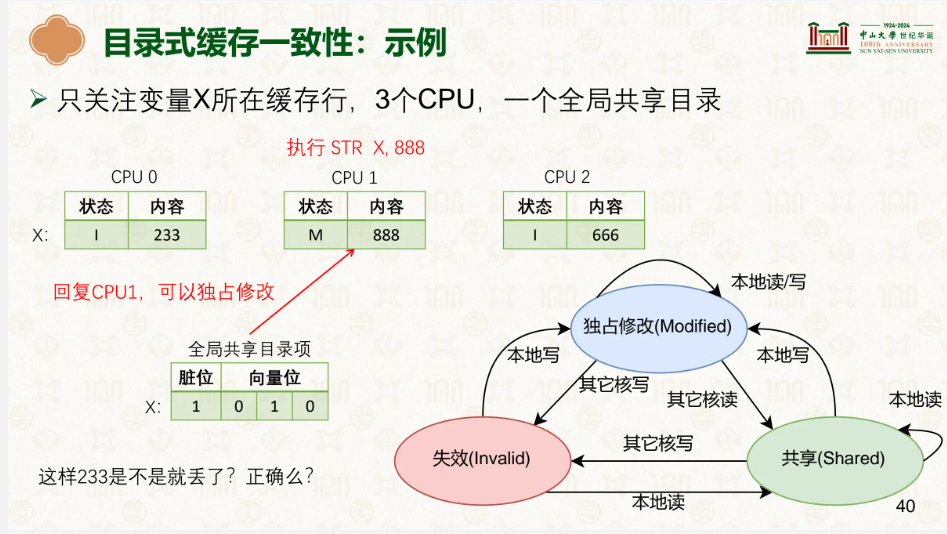 目录式缓存一致性：示例
1924-2024
中山大學 世纪华诞
100th ANNIVERSARY
SUN YAT-SEN UNIVERSITY
➢ 只关注变量X所在缓存行，3个CPU，一个全局共享目录
执行 STR X, 888
CPU 0
CPU 1
CPU 2
状态 内容
状态 内容
状态 内容
X: I 233
M 888
I 666
回复CPU1，可以独占修改
全局共享目录项
脏位 向量位
X: 1 0 1 0
这样233是不是就丢了？正确么？
本地读/写
独占修改(Modified)
本地写
本地写
其它核写
其它核读
本地读
失效(Invalid)
其它核写
共享(Shared)
本地读
40